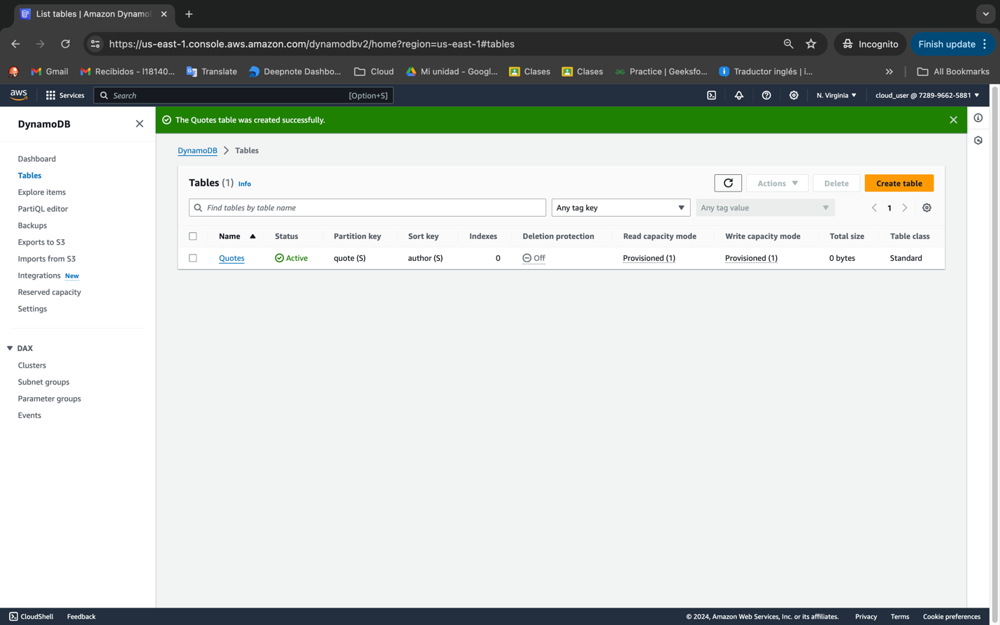 List tables | Amazon Dynamo
https://us-east-1.console.aws.amazon.com/dynamodbv2/home?region=us-east-1#tables
Incognito
Finish update
Gmail
Recibidos - l18140...
Translate
Deepnote Dashbo...
Cloud
Mi unidad - Googl...
Clases
Clases
Practice | Geeksfo...
Traductor inglés | i...
All Bookmarks
aws
Services
Search
[Option+S]
N. Virginia
cloud_user @ 7289-9662-5881
DynamoDB
Dashboard
Tables
Explore items
PartiQL editor
Backups
Exports to S3
Imports from S3
Integrations New
Reserved capacity
Settings
DAX
Clusters
Subnet groups
Parameter groups
Events
The Quotes table was created successfully.
DynamoDB > Tables
Tables (1) Info
Actions
Delete
Create table
Find tables by table name
Any tag key
Any tag value
1
Name Status Partition key Sort key Indexes Deletion protection Read capacity mode Write capacity mode Total size Table class
Quotes Active quote (S) author (S) 0 Off Provisioned (1) Provisioned (1) 0 bytes Standard
CloudShell
Feedback
© 2024, Amazon Web Services, Inc. or its affiliates.
Privacy
Terms
Cookie preferences